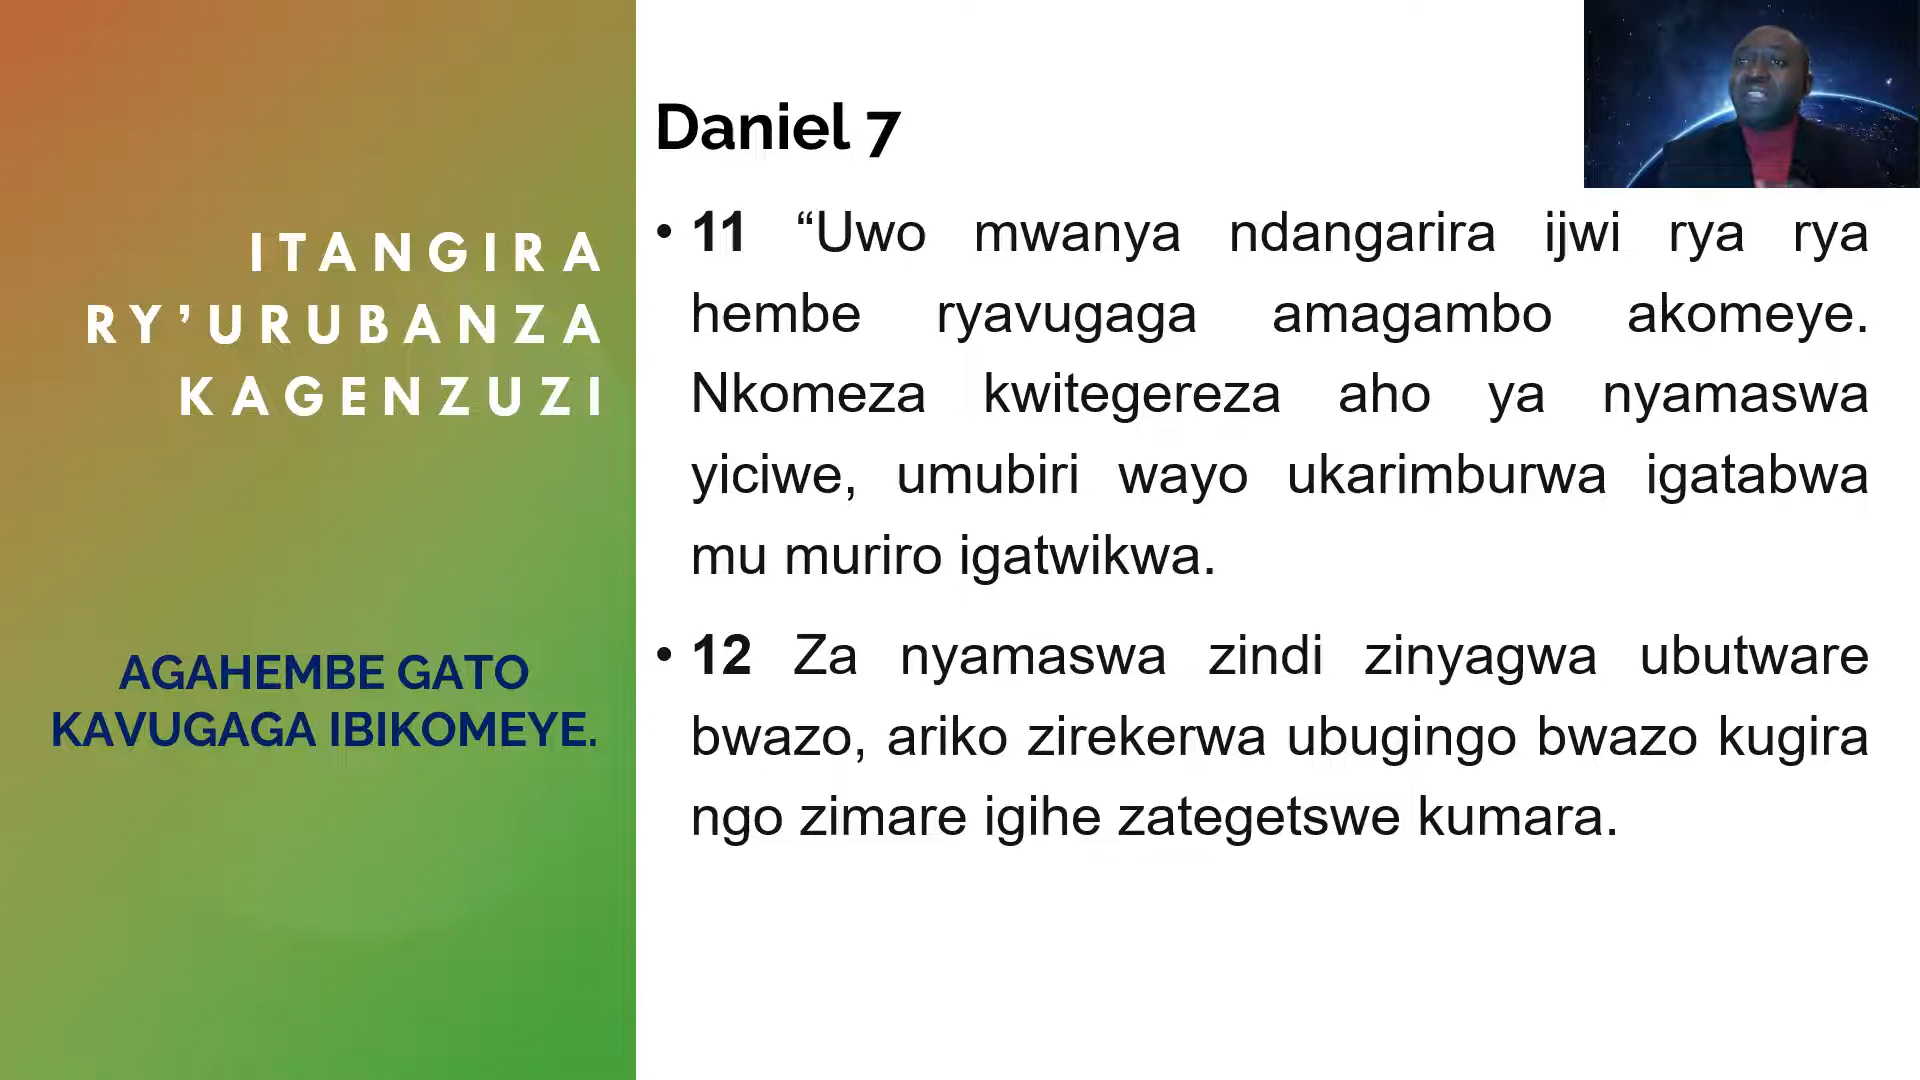 ITANGIRA
RY’URUBANZA
KAGENZUZI
AGAHEMBE GATO
KAVUGAGA IBIKOMEYE.
Daniel 7
• 11 “Uwo mwanya ndangarira ijwi rya rya
hembe ryavugaga amagambo akomeye.
Nkomeza kwitegereza aho ya nyamaswa
yiciwe, umubiri wayo ukarimburwa igatabwa
mu muriro igatwikwa.
• 12 Za nyamaswa zindi zinyagwa ubutware
bwazo, ariko zirekerwa ubugingo bwazo kugira
ngo zimare igihe zategetswe kumara.